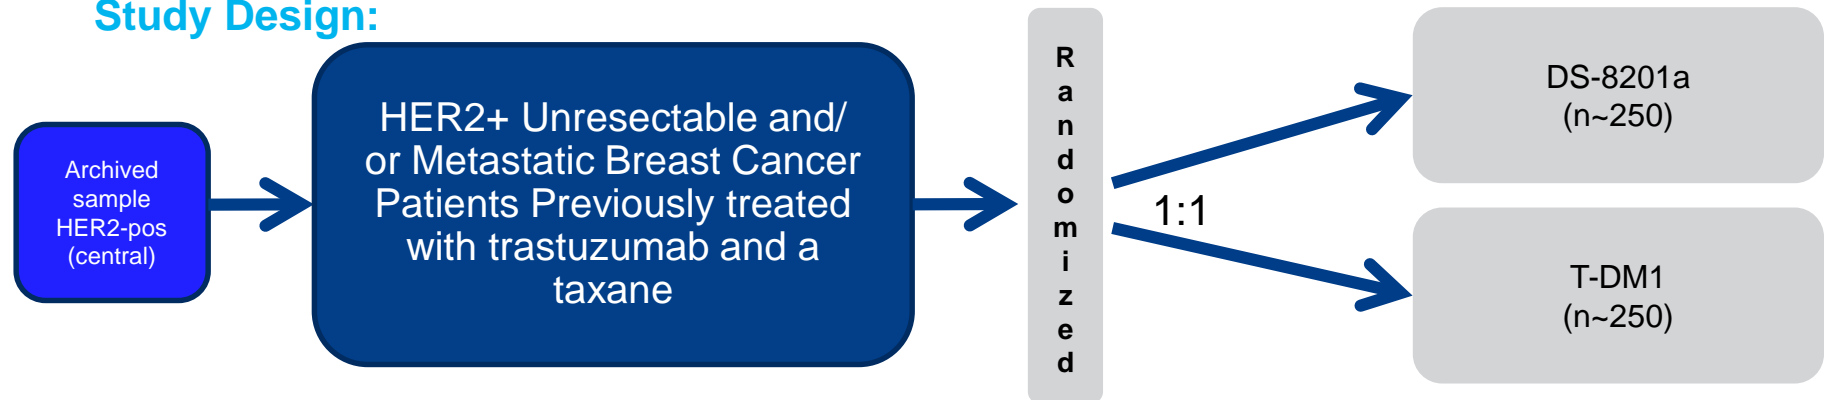 Study Design:
Archived
sample
HER2-pos
(central)
HER2+ Unresectable and/
or Metastatic Breast Cancer
Patients Previously treated
with trastuzumab and a
taxane
R
a
n
d
o
m
i
z
e
d
1:1
DS-8201a
(n~250)
T-DM1
(n~250)